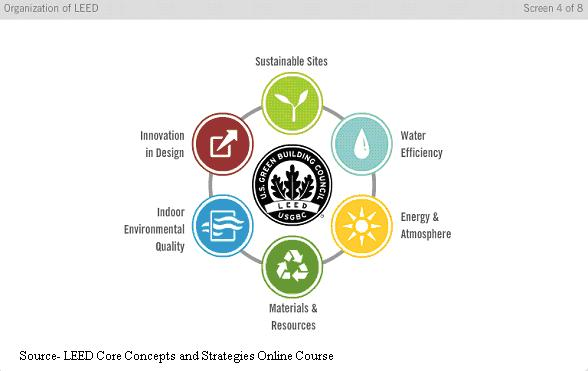 Organization of LEED
Screen 4 of 8
Sustainable Sites
Innovation
in Design
Water
Efficiency
U.S. GREEN BUILDING COUNCIL
LEED
USGBC
®
Indoor
Environmental
Quality
Energy &
Atmosphere
Materials &
Resources
Source- LEED Core Concepts and Strategies Online Course